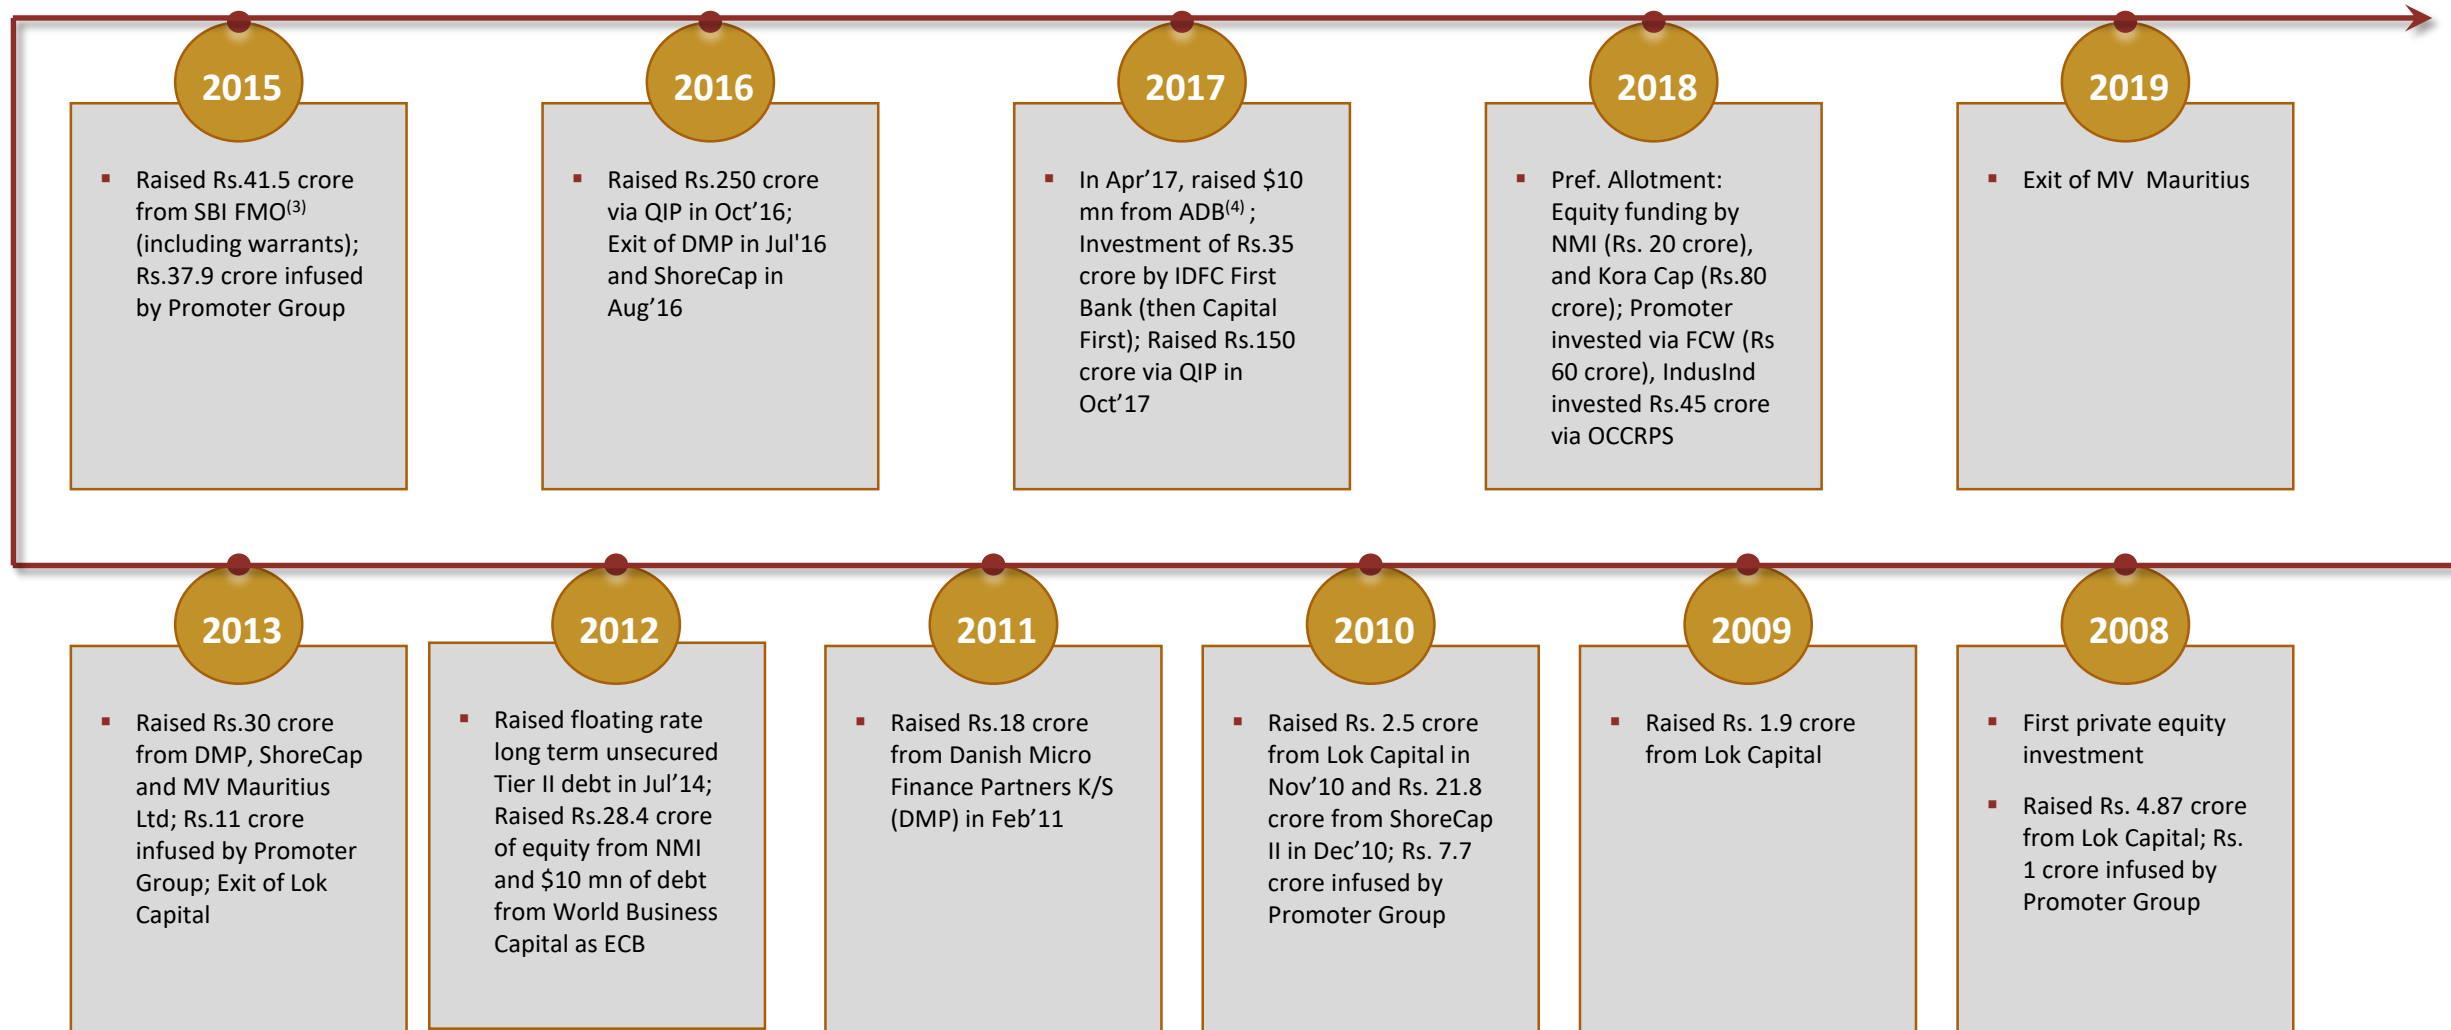 2015
Raised Rs.41.5 crore
from SBI FMO(3)
(including warrants);
Rs.37.9 crore infused
by Promoter Group
2016
Raised Rs.250 crore
via QIP in Oct’16;
Exit of DMP in Jul'16
and ShoreCap in
Aug’16
2017
In Apr’17, raised $10
mn from ADB(4) ;
Investment of Rs.35
crore by IDFC First
Bank (then Capital
First); Raised Rs.150
crore via QIP in
Oct’17
2018
Pref. Allotment:
Equity funding by
NMI (Rs. 20 crore),
and Kora Cap (Rs.80
crore); Promoter
invested via FCW (Rs
60 crore), IndusInd
invested Rs.45 crore
via OCCRPS
2019
Exit of MV  Mauritius
2013
Raised Rs.30 crore
from DMP, ShoreCap
and MV Mauritius
Ltd; Rs.11 crore
infused by Promoter
Group; Exit of Lok
Capital
2012
Raised floating rate
long term unsecured
Tier II debt in Jul’14;
Raised Rs.28.4 crore
of equity from NMI
and $10 mn of debt
from World Business
Capital as ECB
2011
Raised Rs.18 crore
from Danish Micro
Finance Partners K/S
(DMP) in Feb’11
2010
Raised Rs. 2.5 crore
from Lok Capital in
Nov’10 and Rs. 21.8
crore from ShoreCap
II in Dec’10; Rs. 7.7
crore infused by
Promoter Group
2009
Raised Rs. 1.9 crore
from Lok Capital
2008
First private equity
investment
Raised Rs. 4.87 crore
from Lok Capital; Rs.
1 crore infused by
Promoter Group